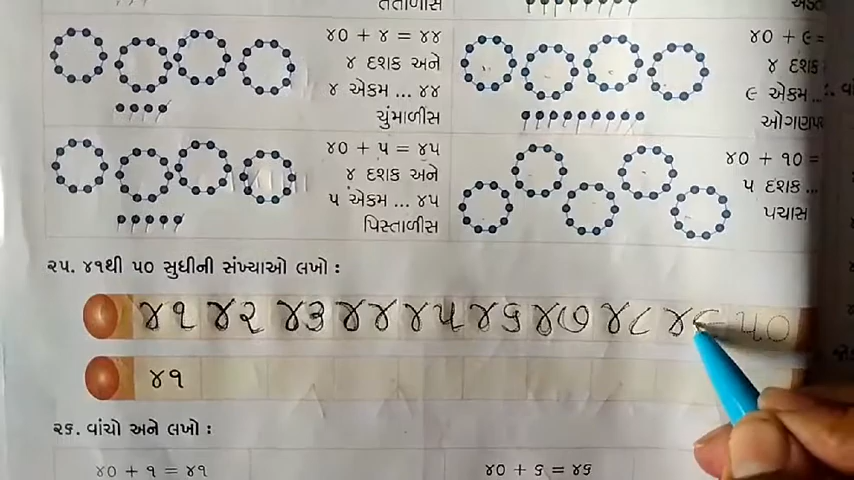 ૪૦ + ૪ = ૪૪
૪ દશક અને
૪ એકમ ... ૪૪
ચુંમાળીસ
૪૦ + ૯ =
૪ દશક
૯ એકમ ...
૪૦ + ૫ = ૪૫
૪ દશક અને
૫ એકમ ... ૪૫
પિસ્તાળીસ
૪૦ + ૧૦ =
૫ દશક ...
પચાસ
૨૫. ૪૧થી ૫૦ સુધીની સંખ્યાઓ લખો :
૪૧ ૪૨ ૪૩ ૪૪ ૪૫ ૪૬ ૪૭ ૪૮ ૪૯ ૫૦
૪૧
૨૬. વાંચો અને લખો :
૪૦ + ૧ = ૪૧
૪૦ + ૬ = ૪૬